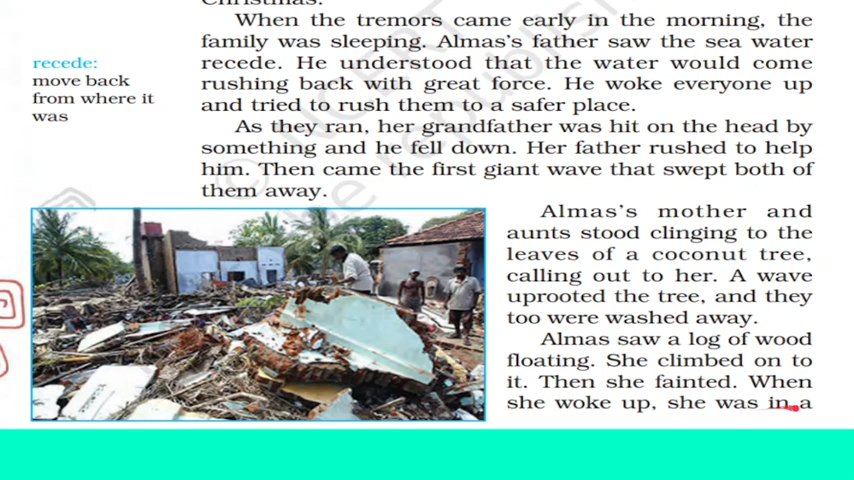 When the tremors came early in the morning, the
family was sleeping. Almas's father saw the sea water
recede. He understood that the water would come
rushing back with great force. He woke everyone up
and tried to rush them to a safer place.
recede:
move back
from where it
was
As they ran, her grandfather was hit on the head by
something and he fell down. Her father rushed to help
him. Then came the first giant wave that swept both of
them away.
Almas's mother and
aunts stood clinging to the
leaves of a coconut tree,
calling out to her. A wave
uprooted the tree, and they
too were washed away.
Almas saw a log of wood
floating. She climbed on to
it. Then she fainted. When
she woke up, she was in a